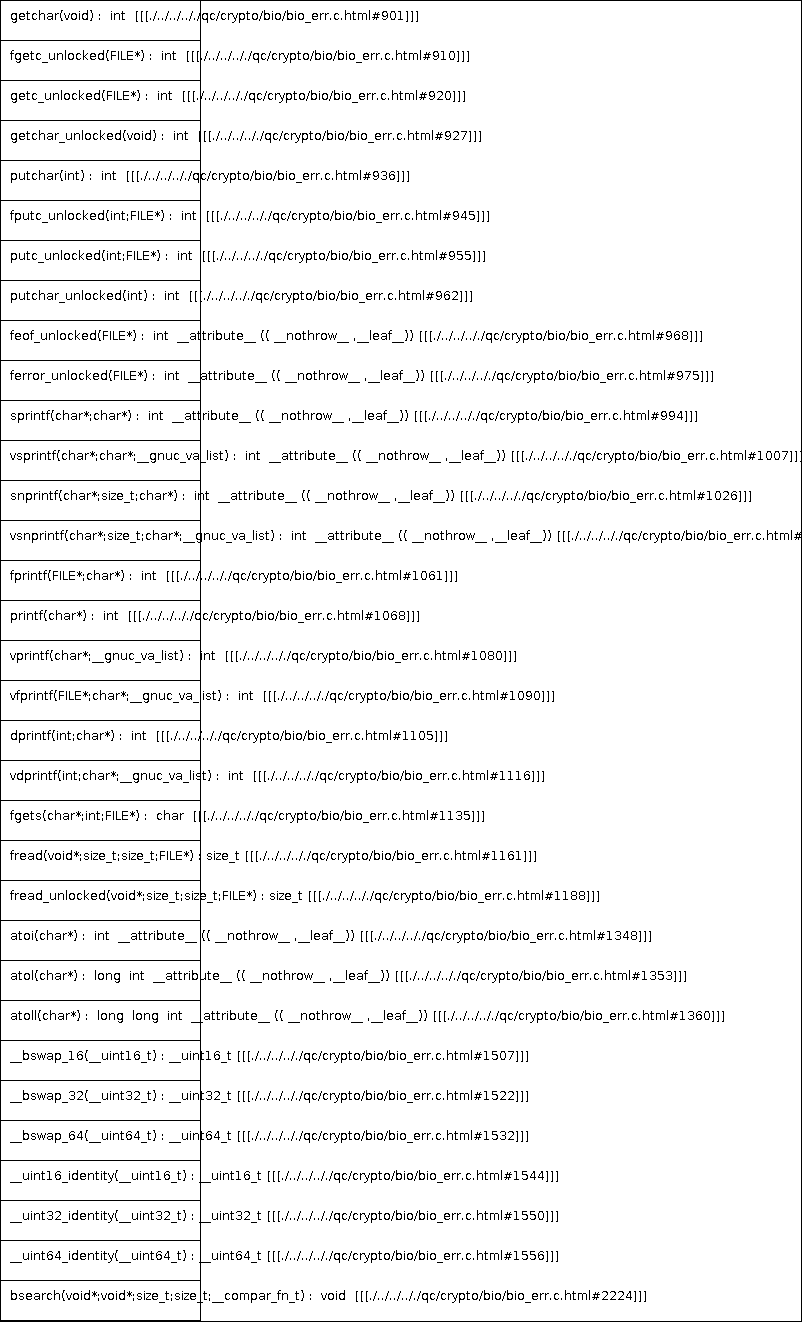 getchar(void) : int [[[./../../../qc/crypto/bio/bio_err.c.html#901]]]
fgetc_unlocked(FILE*) : int [[[./../../../qc/crypto/bio/bio_err.c.html#910]]]
getc_unlocked(FILE*) : int [[[./../../../qc/crypto/bio/bio_err.c.html#920]]]
getchar_unlocked(void) : int [[[./../../../qc/crypto/bio/bio_err.c.html#927]]]
putchar(int) : int [[[./../../../qc/crypto/bio/bio_err.c.html#936]]]
fputc_unlocked(int;FILE*) : int [[[./../../../qc/crypto/bio/bio_err.c.html#945]]]
putc_unlocked(int;FILE*) : int [[[./../../../qc/crypto/bio/bio_err.c.html#955]]]
putchar_unlocked(int) : int [[[./../../../qc/crypto/bio/bio_err.c.html#962]]]
feof_unlocked(FILE*) : int __attribute__ (( __nothrow__ ,__leaf__)) [[[./../../../qc/crypto/bio/bio_err.c.html#968]]]
ferror_unlocked(FILE*) : int __attribute__ (( __nothrow__ ,__leaf__)) [[[./../../../qc/crypto/bio/bio_err.c.html#975]]]
sprintf(char*;char*) : int __attribute__ (( __nothrow__ ,__leaf__)) [[[./../../../qc/crypto/bio/bio_err.c.html#994]]]
vsprintf(char*;char*;__gnuc_va_list) : int __attribute__ (( __nothrow__ ,__leaf__)) [[[./../../../qc/crypto/bio/bio_err.c.html#1007]]]
snprintf(char*;size_t;char*) : int __attribute__ (( __nothrow__ ,__leaf__)) [[[./../../../qc/crypto/bio/bio_err.c.html#1026]]]
vsnprintf(char*;size_t;char*;__gnuc_va_list) : int __attribute__ (( __nothrow__ ,__leaf__)) [[[./../../../qc/crypto/bio/bio_err.c.html#
fprintf(FILE*;char*) : int [[[./../../../qc/crypto/bio/bio_err.c.html#1061]]]
printf(char*) : int [[[./../../../qc/crypto/bio/bio_err.c.html#1068]]]
vprintf(char*;__gnuc_va_list) : int [[[./../../../qc/crypto/bio/bio_err.c.html#1080]]]
vfprintf(FILE*;char*;__gnuc_va_list) : int [[[./../../../qc/crypto/bio/bio_err.c.html#1090]]]
dprintf(int;char*) : int [[[./../../../qc/crypto/bio/bio_err.c.html#1105]]]
vdprintf(int;char*;__gnuc_va_list) : int [[[./../../../qc/crypto/bio/bio_err.c.html#1116]]]
fgets(char*;int;FILE*) : char [[[./../../../qc/crypto/bio/bio_err.c.html#1135]]]
fread(void*;size_t;size_t;FILE*) : size_t [[[./../../../qc/crypto/bio/bio_err.c.html#1161]]]
fread_unlocked(void*;size_t;size_t;FILE*) : size_t [[[./../../../qc/crypto/bio/bio_err.c.html#1188]]]
atoi(char*) : int __attribute__ (( __nothrow__ ,__leaf__)) [[[./../../../qc/crypto/bio/bio_err.c.html#1348]]]
atol(char*) : long int __attribute__ (( __nothrow__ ,__leaf__)) [[[./../../../qc/crypto/bio/bio_err.c.html#1353]]]
atoll(char*) : long long int __attribute__ (( __nothrow__ ,__leaf__)) [[[./../../../qc/crypto/bio/bio_err.c.html#1360]]]
__bswap_16(__uint16_t) : __uint16_t [[[./../../../qc/crypto/bio/bio_err.c.html#1507]]]
__bswap_32(__uint32_t) : __uint32_t [[[./../../../qc/crypto/bio/bio_err.c.html#1522]]]
__bswap_64(__uint64_t) : __uint64_t [[[./../../../qc/crypto/bio/bio_err.c.html#1532]]]
__uint16_identity(__uint16_t) : __uint16_t [[[./../../../qc/crypto/bio/bio_err.c.html#1544]]]
__uint32_identity(__uint32_t) : __uint32_t [[[./../../../qc/crypto/bio/bio_err.c.html#1550]]]
__uint64_identity(__uint64_t) : __uint64_t [[[./../../../qc/crypto/bio/bio_err.c.html#1556]]]
bsearch(void*;void*;size_t;size_t;__compar_fn_t) : void [[[./../../../qc/crypto/bio/bio_err.c.html#2224]]]